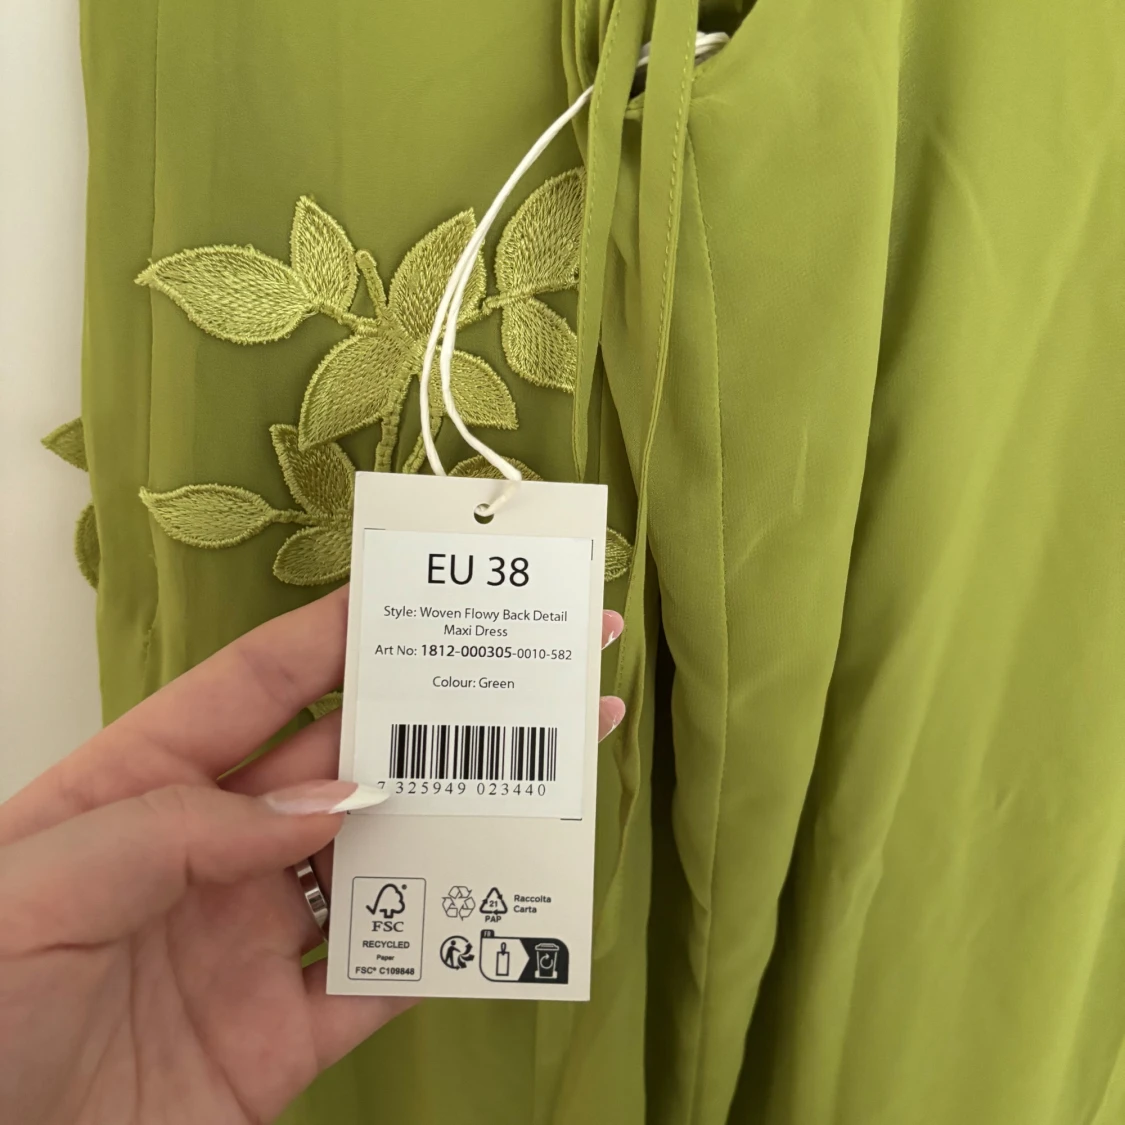 EU 38
Style: Woven Flowy Back Detail
Maxi Dress
Art No: 1812-000305-0010-582
Colour: Green
7 325949 023440
FSC®
RECYCLED
Paper
FSC® C109848
21
PAP
Raccolta
Carta
FR